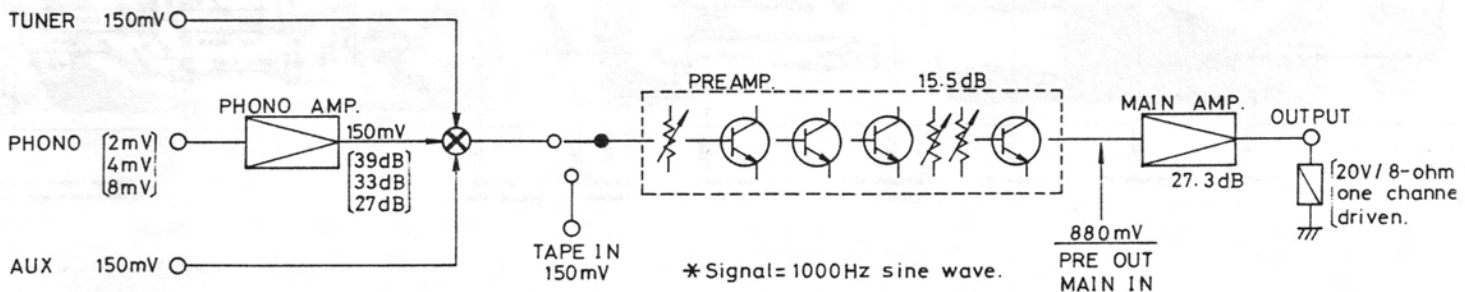 TUNER 150mV
PHONO AMP.
PHONO
2mV
4mV
8mV
150mV
39dB
33dB
27dB
AUX 150mV
TAPE IN
150mV
PREAMP. 15.5dB
*Signal=1000Hz sine wave.
880mV
PRE OUT
MAIN IN
MAIN AMP.
27.3dB
OUTPUT
20V/8-ohm
one channe
driven.